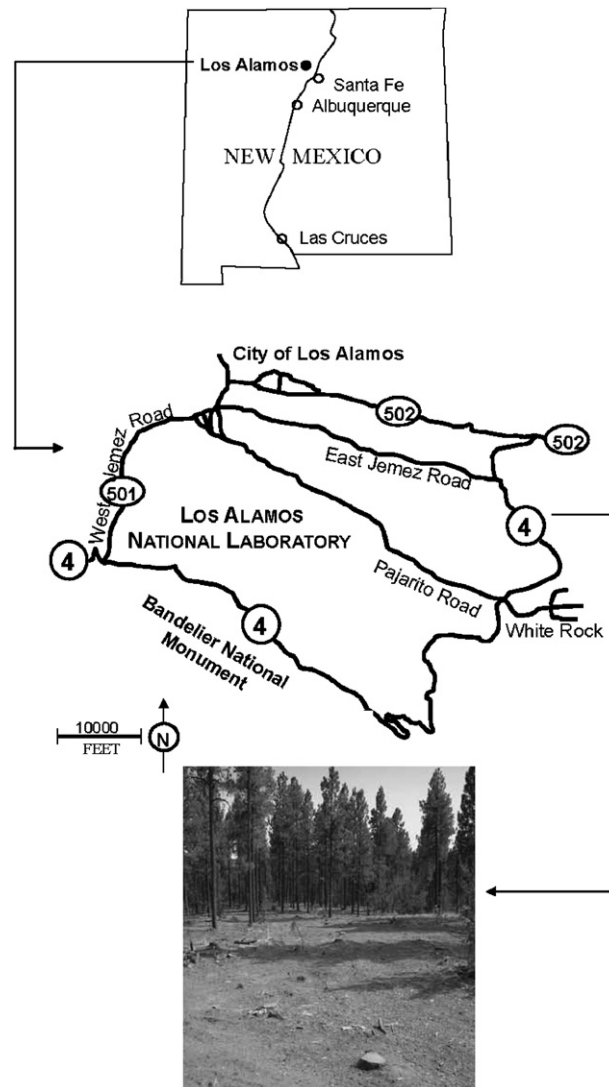 Los Alamos
Santa Fe
Albuquerque
NEW MEXICO
Las Cruces
City of Los Alamos
502
502
West Jemez Road
East Jemez Road
501
LOS ALAMOS
NATIONAL LABORATORY
4
4
Pajarito Road
White Rock
Bandelier National
Monument
4
10000
FEET
N